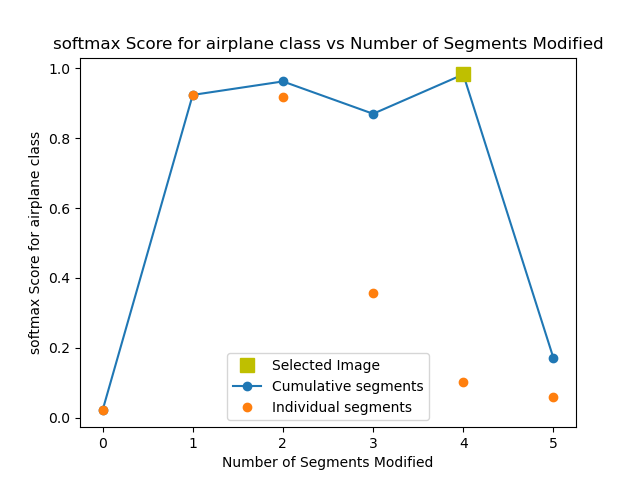 softmax Score for airplane class vs Number of Segments Modified
softmax Score for airplane class
1.0
0.8
0.6
0.4
0.2
0.0
Selected Image
Cumulative segments
Individual segments
0 1 2 3 4 5
Number of Segments Modified